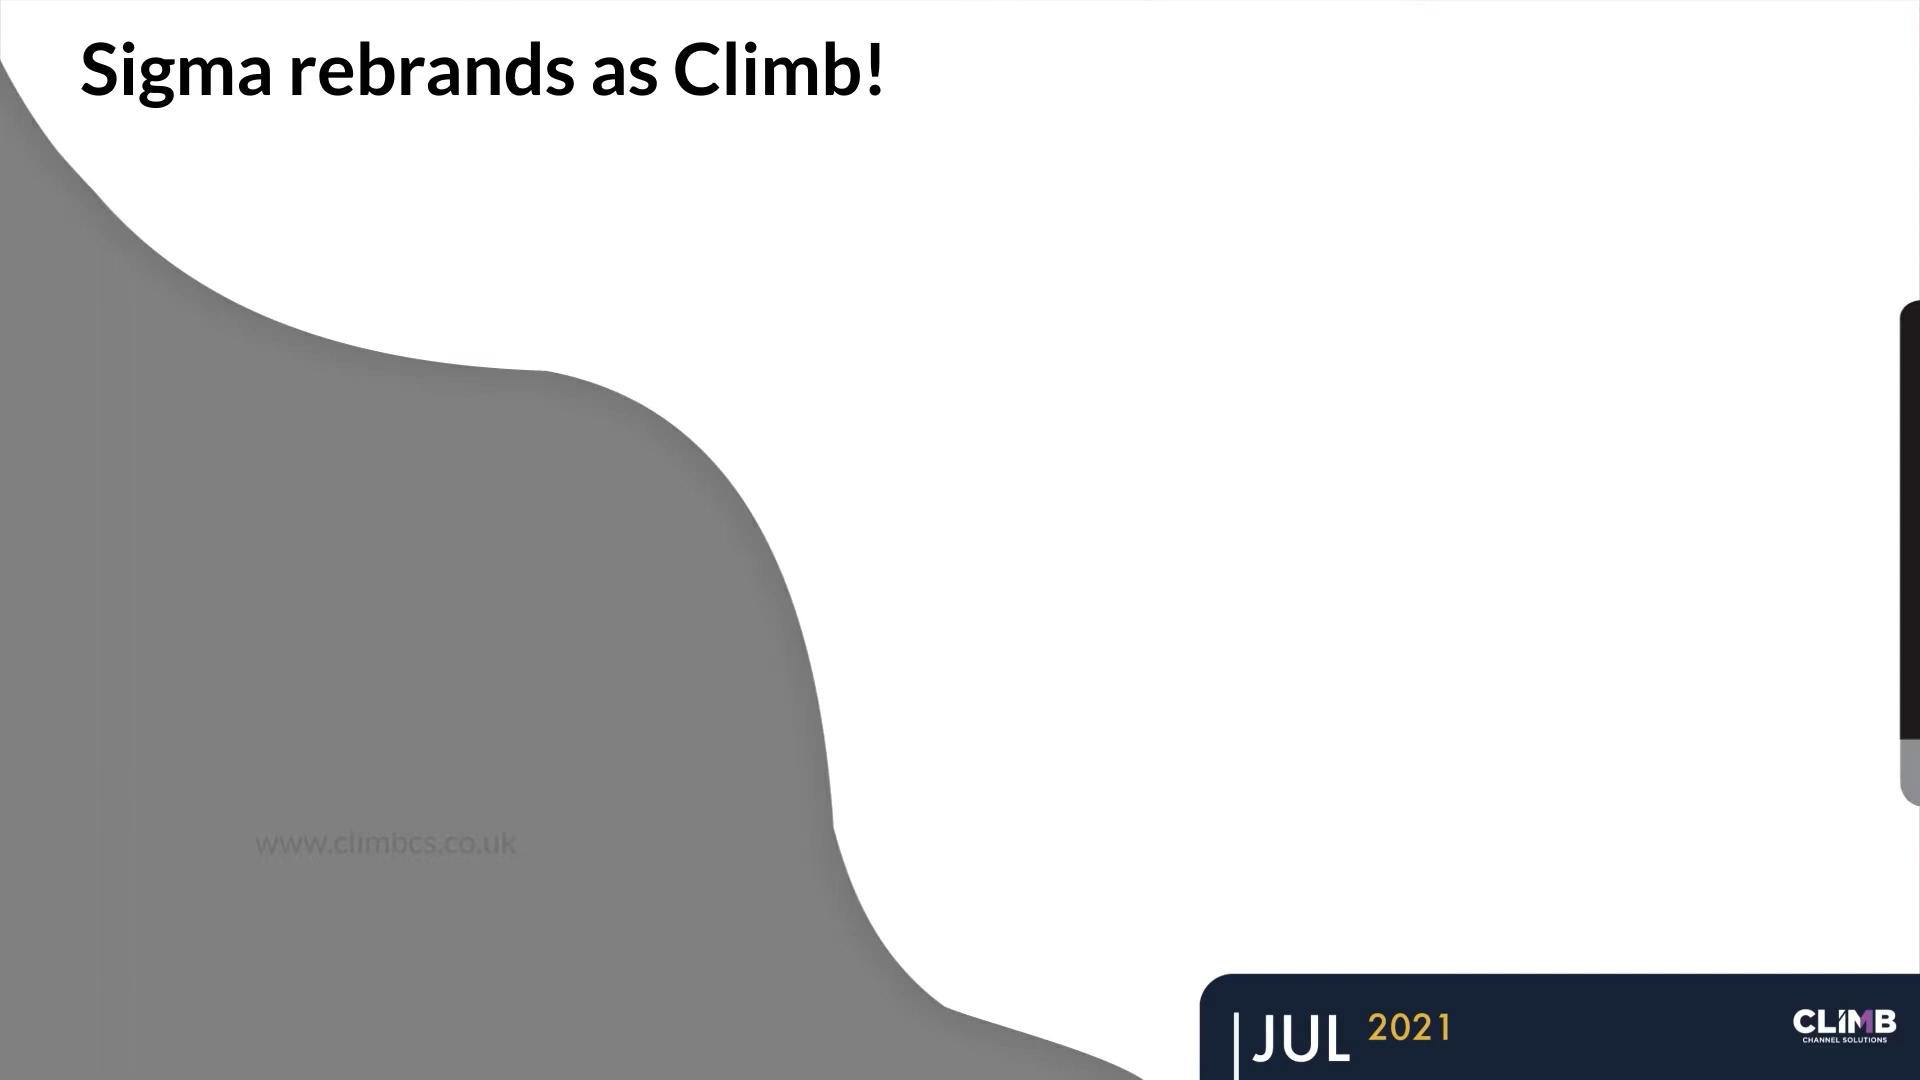 Sigma rebrands as Climb!
www.climbcs.co.uk
JUL 2021
CLIMB
CHANNEL SOLUTIONS